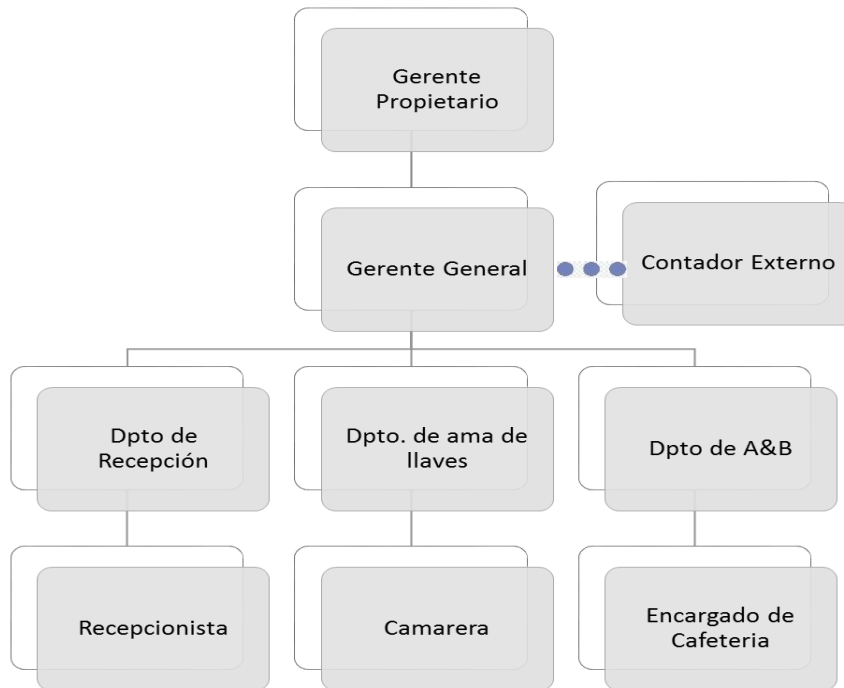 Gerente
Propietario
Gerente General
Contador Externo
Dpto de
Recepción
Dpto. de ama de
llaves
Dpto de A&B
Recepcionista
Camarera
Encargado de
Cafeteria